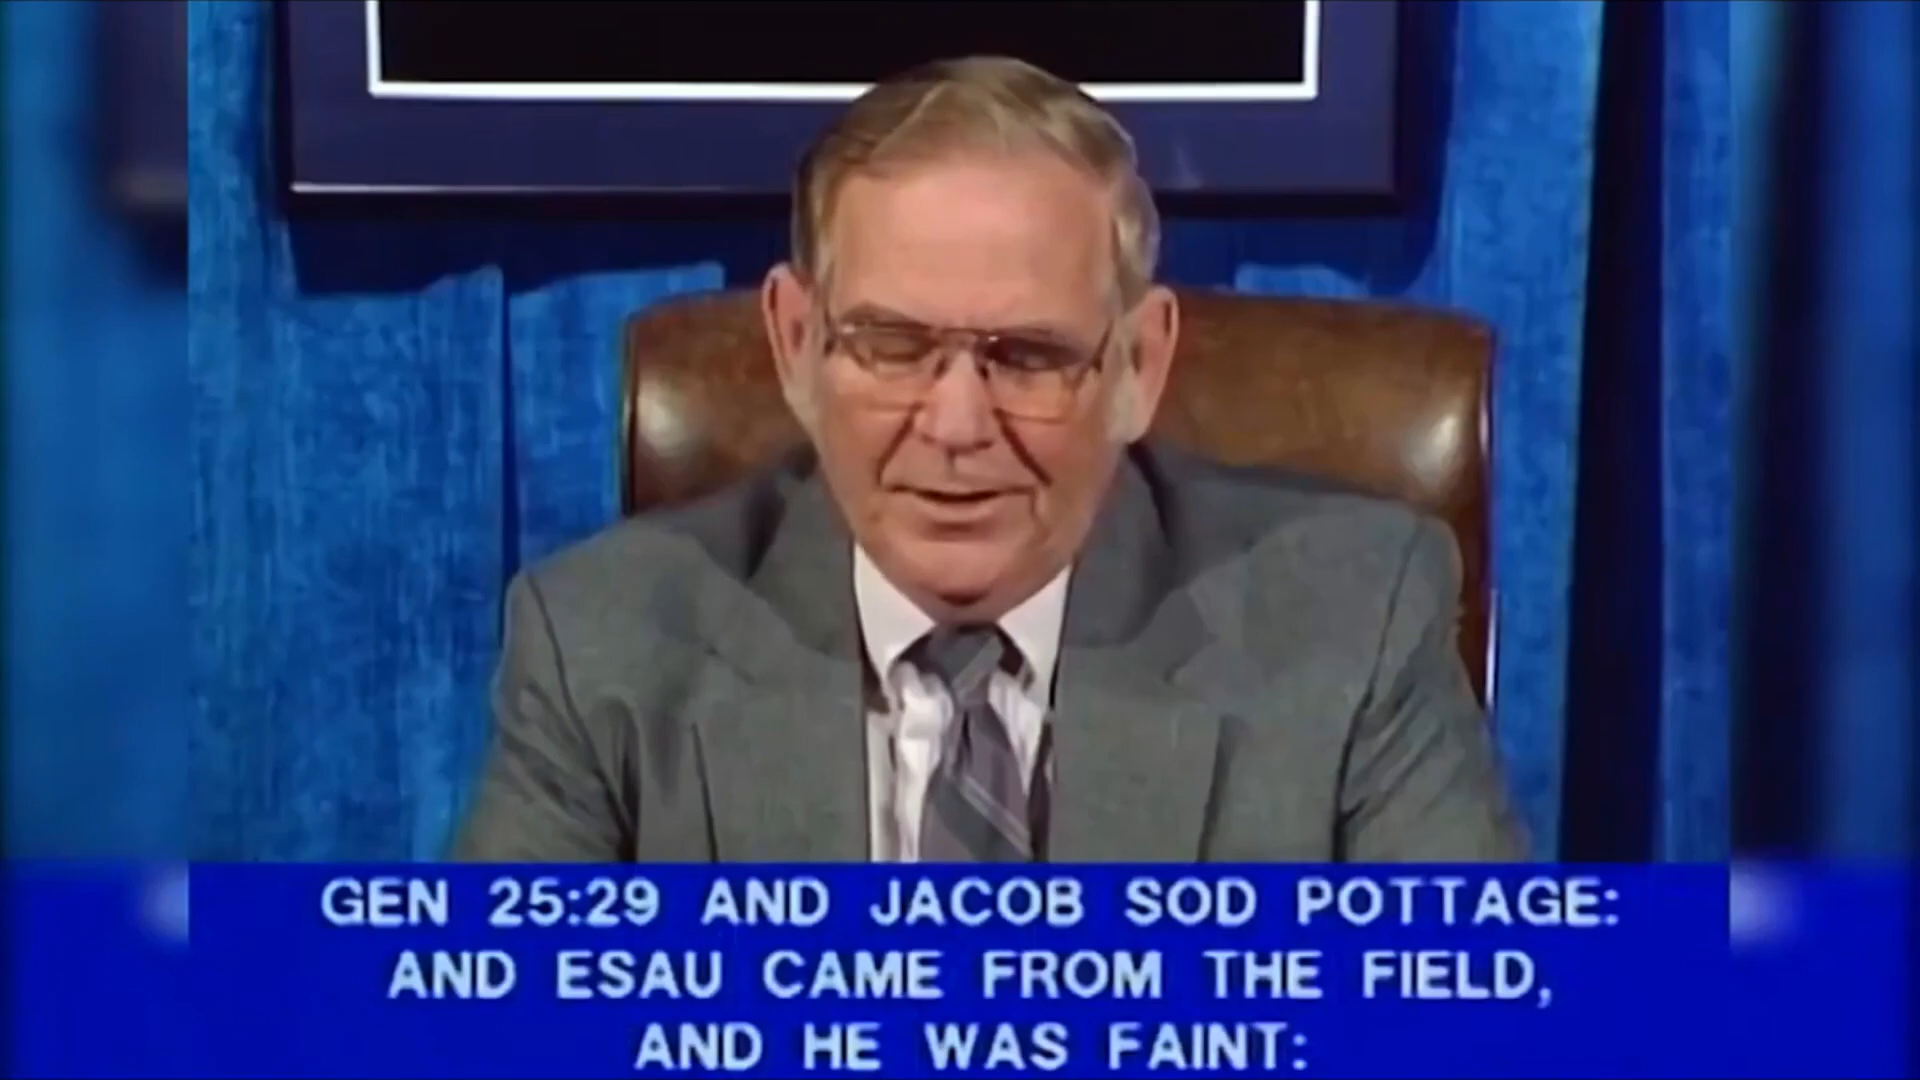 GEN 25:29 AND JACOB SOD POTTAGE:
AND ESAU CAME FROM THE FIELD,
AND HE WAS FAINT: